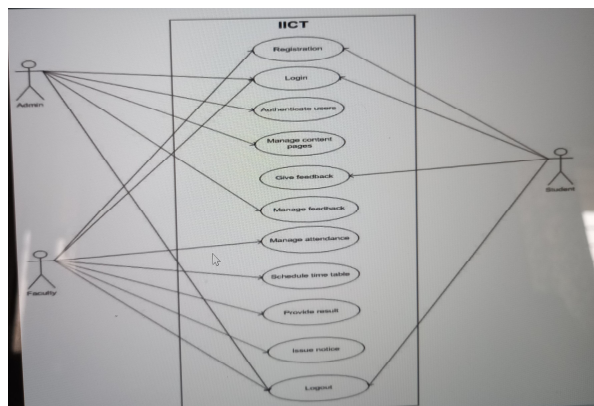 IICT
Registration
Login
Admin
Authenticate users
Manage content
pages
Give feedback
Student
Manage feedback
Manage attendance
Faculty
Schedule time table
Provide result
Issue notice
Logout